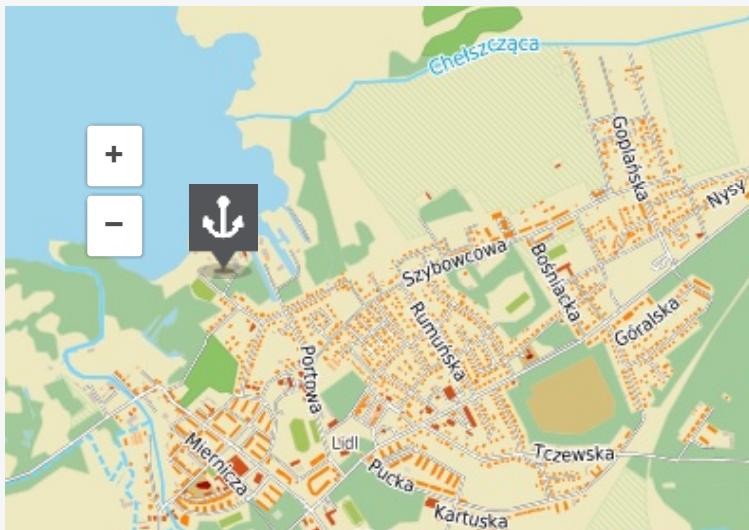 Chełszcząca
+
Goplańska
Nysy
−
Szybowcowa
Bośniacka
Rumuńska
Góralska
Portowa
Lidl
Miernicza
Tczewska
Pucka
Kartuska